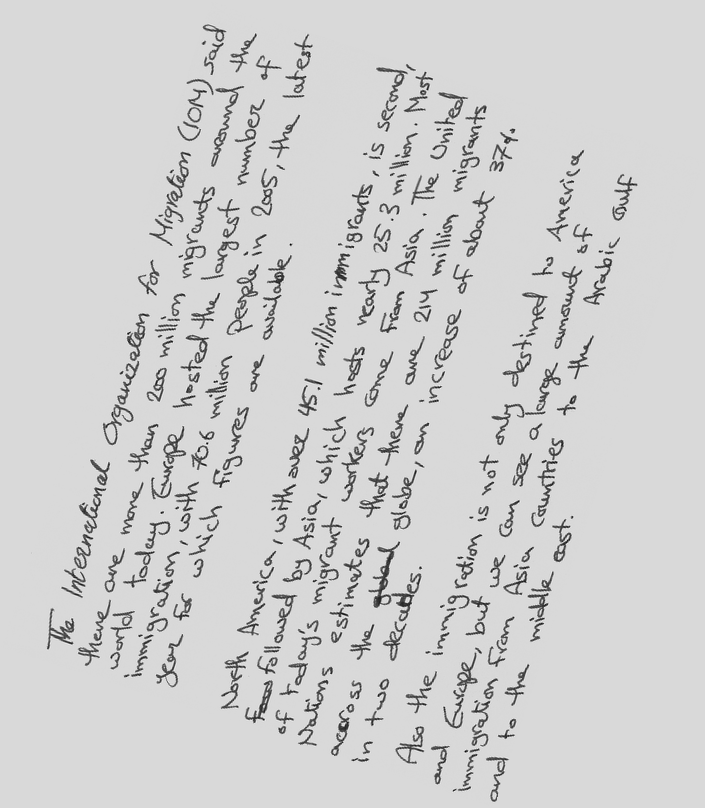 The International Organization for Migration (IOM) said
there are more than 200 million migrants around the
world today. Europe hosted the largest number of
immigration, with 70.6 million people in 2005, the latest
year for which figures are available.
North America, with over 45.1 million immigrants, is second,
followed by Asia, which hosts nearly 25.3 million. Most
of today's migrant workers come from Asia. The United
Nations estimates that there are 214 million migrants
across the globe, an increase of about 37%
in two decades.
Also the immigration is not only destined to America
and Europe, but we can see a large amount of
immigration from Asia countries to the Arabic Gulf
and to the middle east.